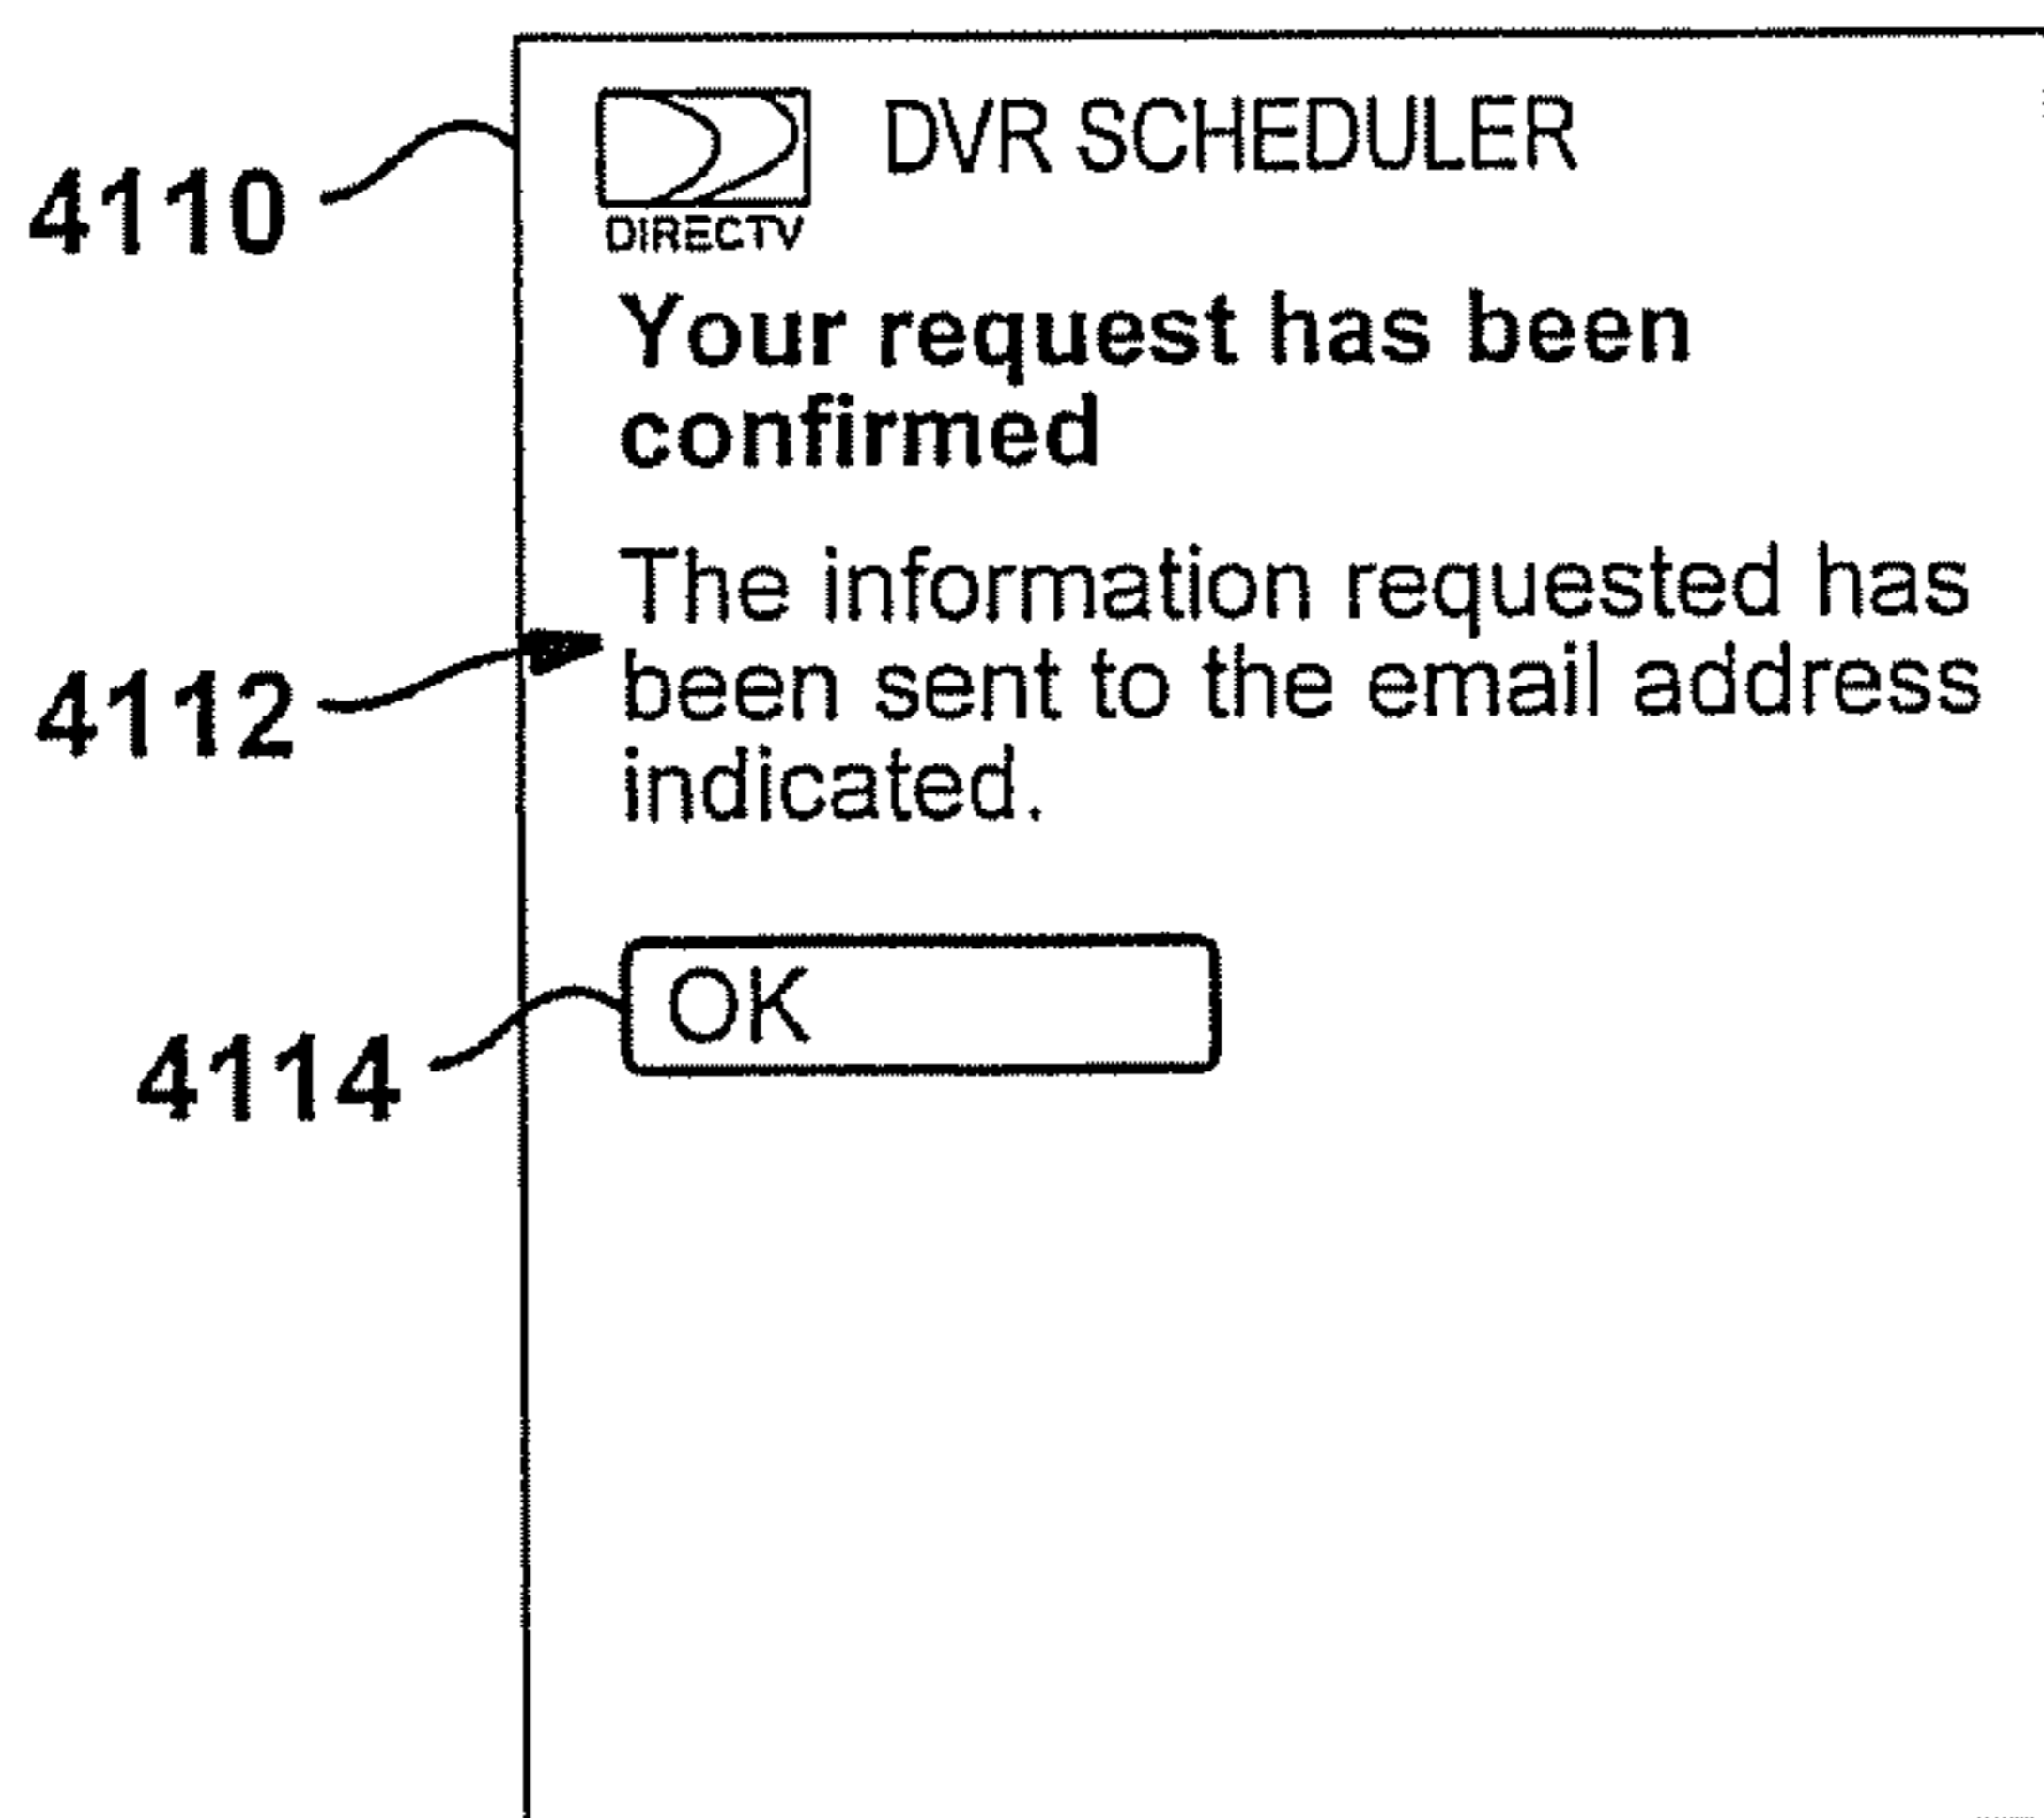 4110
DVR SCHEDULER
DIRECTV
Your request has been
confirmed
The information requested has
been sent to the email address
indicated.
4112
OK
4114